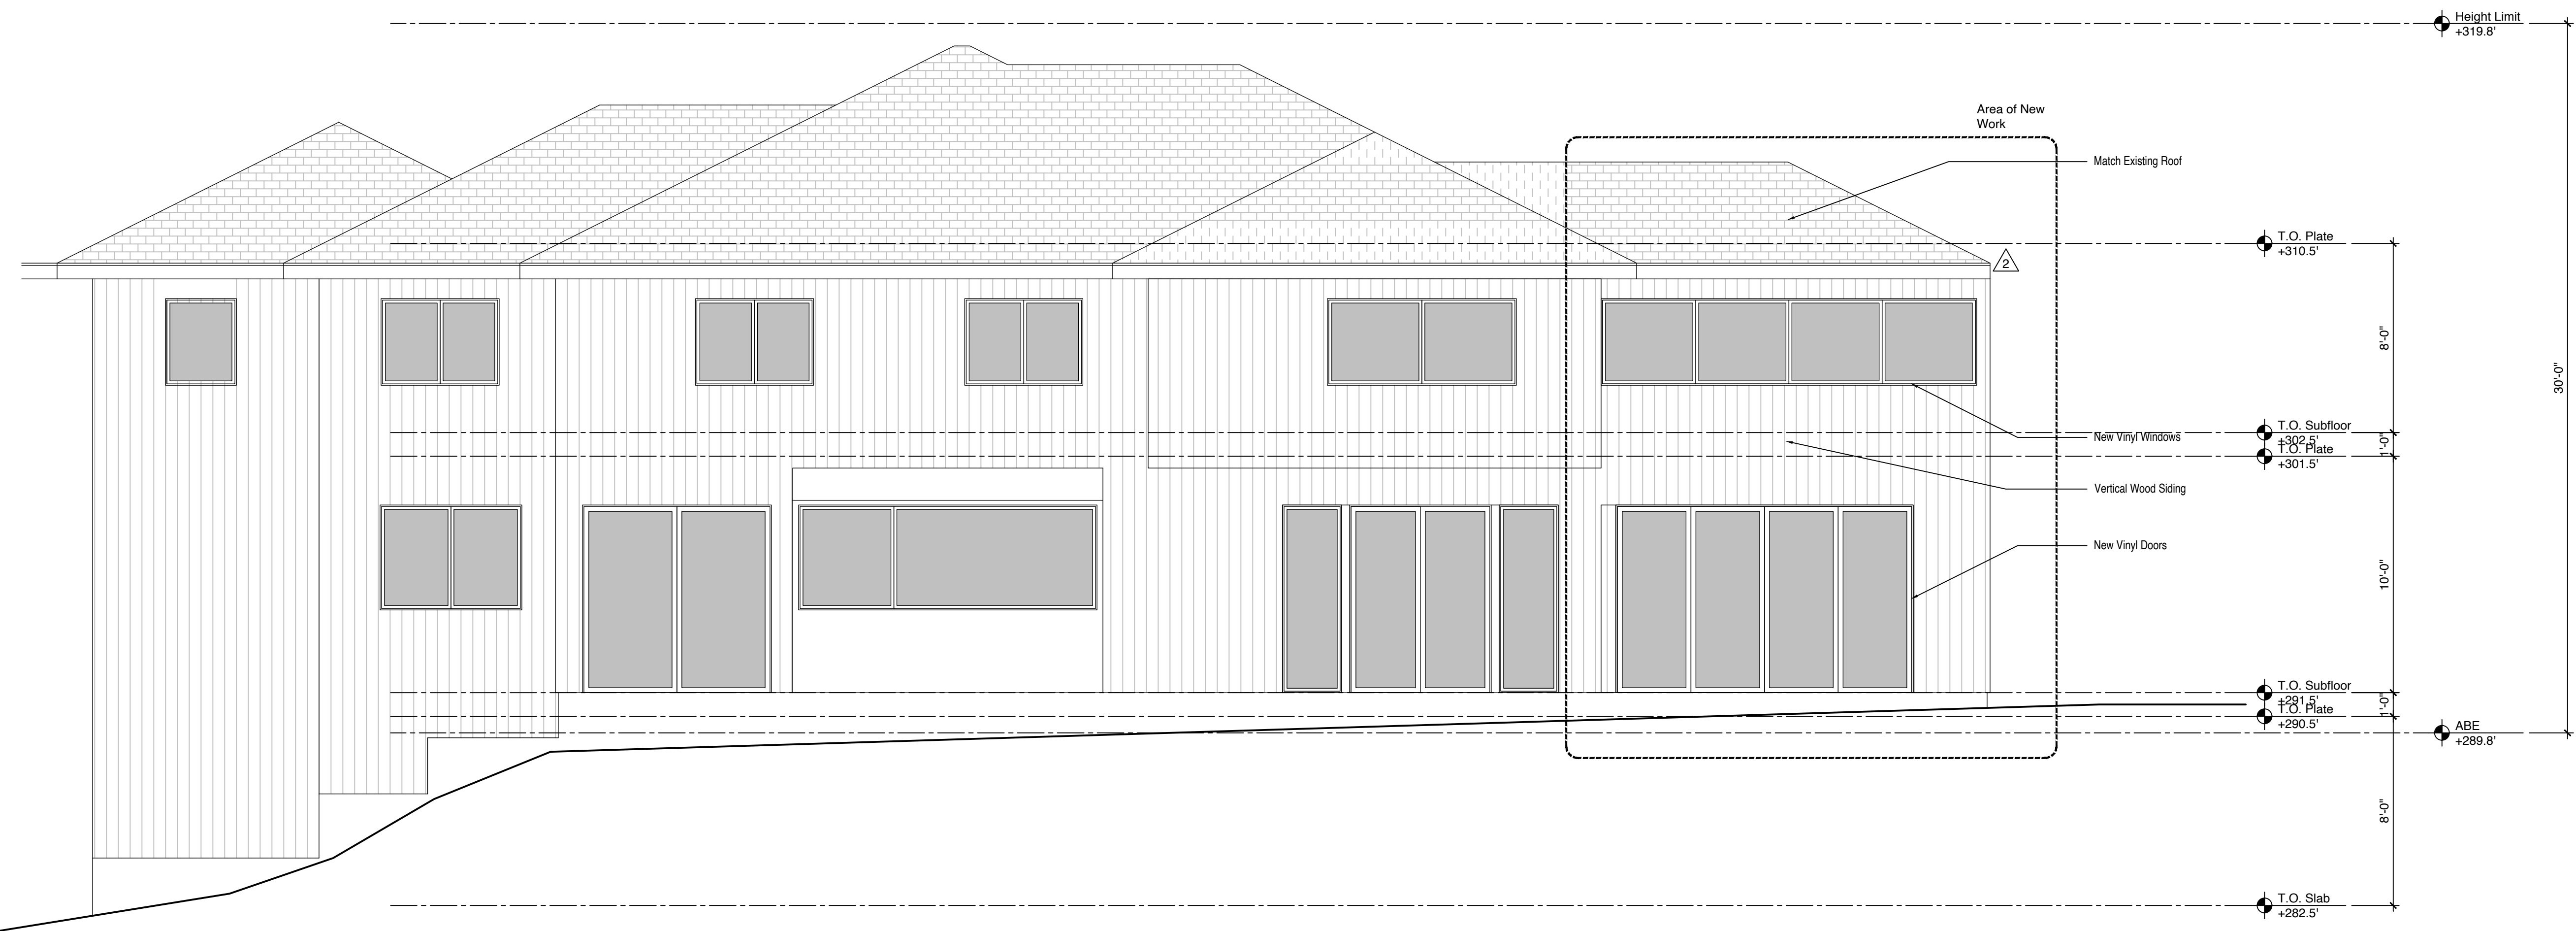 Height Limit
+319.8'
Area of New
Work
Match Existing Roof
T.O. Plate
+310.5'
2
8'-0"
30'-0"
T.O. Subfloor
+302.5'
New Vinyl Windows
1'-0"
T.O. Plate
+301.5'
Vertical Wood Siding
New Vinyl Doors
10'-0"
T.O. Subfloor
+291.5'
1'-0"
T.O. Plate
+290.5'
ABE
+289.8'
8'-0"
T.O. Slab
+282.5'